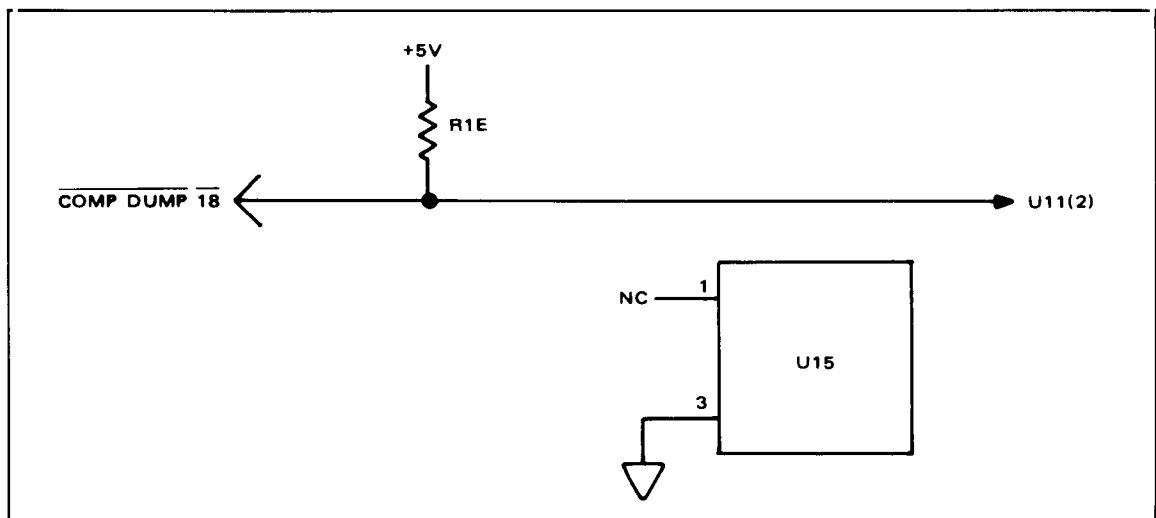 +5V
R1E
COMP DUMP 18
U11(2)
NC
1
U15
3